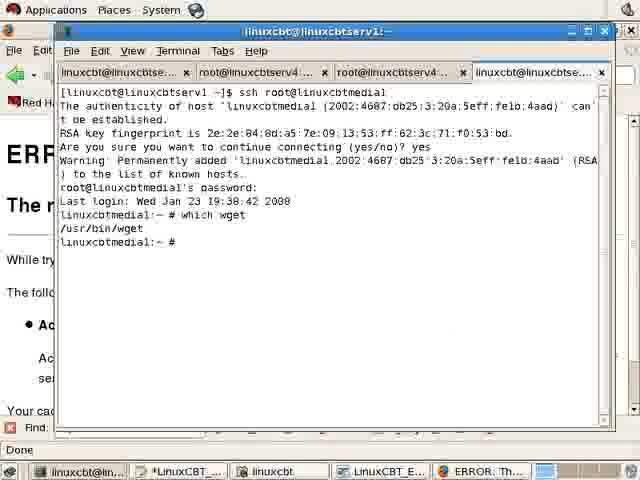 Applications Places System
linuxcbt@linuxcbtserv1:~
File Edit
File Edit View Terminal Tabs Help
linuxcbt@linuxcbtse... root@linuxcbtserv4... root@linuxcbtserv4... linuxcbt@linuxcbtse...
Red Ha
[linuxcbt@linuxcbtserv1 ~]$ ssh root@linuxcbtmedia1
The authenticity of host 'linuxcbtmedia1 (2002:4687:db25:3:20a:5eff:fe1b:4aad)' can'
t be established.
RSA key fingerprint is 2e:2e:84:8d:a5:7e:09:13:53:ff:62:3c:71:f0:53:bd.
Are you sure you want to continue connecting (yes/no)? yes
Warning: Permanently added 'linuxcbtmedia1,2002:4687:db25:3:20a:5eff:fe1b:4aad' (RSA
) to the list of known hosts.
root@linuxcbtmedia1's password:
Last login: Wed Jan 23 19:38:42 2008
linuxcbtmedia1:~ # which wget
/usr/bin/wget
linuxcbtmedia1:~ #
ERR
The r
While try
The follo
Ac
Ac
ser
Your cac
Find:
Done
linuxcbt@lin... *LinuxCBT_... linuxcbt LinuxCBT_E... ERROR: Th...